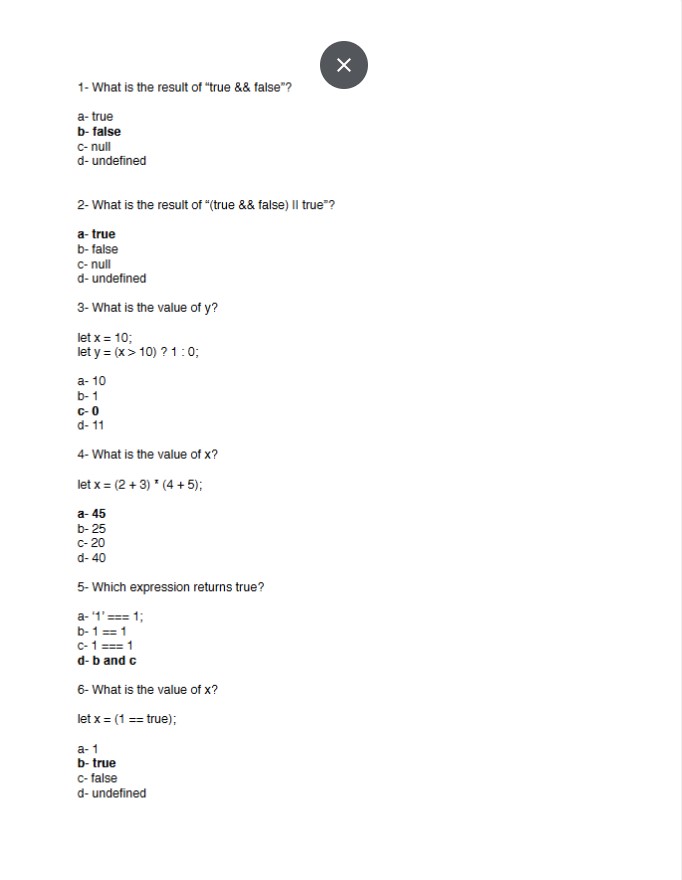 1- What is the result of "true && false"?
a- true
b- false
c- null
d- undefined
2- What is the result of "(true && false) || true"?
a- true
b- false
c- null
d- undefined
3- What is the value of y?
let x = 10;
let y = (x > 10) ? 1 : 0;
a- 10
b- 1
c- 0
d- 11
4- What is the value of x?
let x = (2 + 3) * (4 + 5);
a- 45
b- 25
c- 20
d- 40
5- Which expression returns true?
a- '1' === 1;
b- 1 == 1
c- 1 === 1
d- b and c
6- What is the value of x?
let x = (1 == true);
a- 1
b- true
c- false
d- undefined